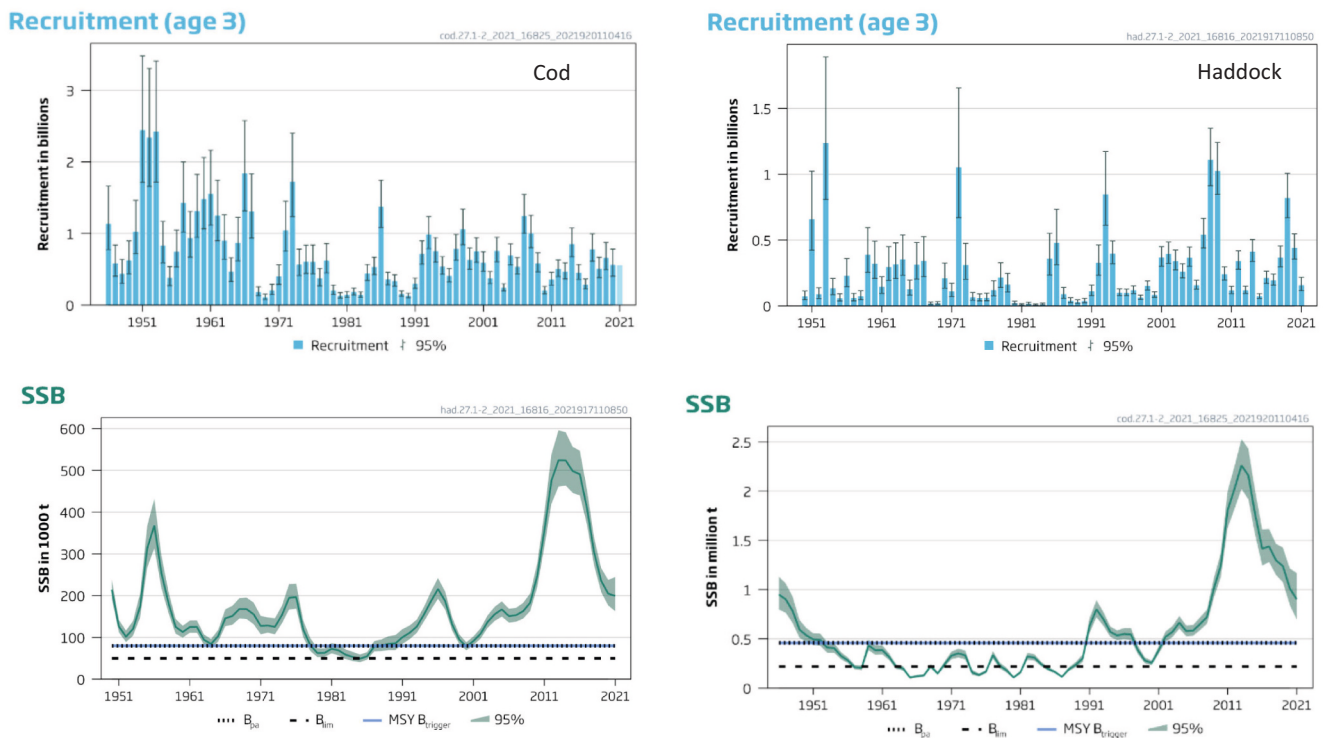 Recruitment (age 3)
cod.27.1-2_2021_16825_2021920110416
Cod
Recruitment in billions
3
2
1
0
1951 1961 1971 1981 1991 2001 2011 2021
Recruitment 95%
Recruitment (age 3)
had.27.1-2_2021_16816_2021917110850
Haddock
Recruitment in billions
1.5
1
0.5
0
1951 1961 1971 1981 1991 2001 2011 2021
Recruitment 95%
SSB
had.27.1-2_2021_16816_2021917110850
SSB in 1000 t
600
500
400
300
200
100
0
1951 1961 1971 1981 1991 2001 2011 2021
Bpa Blim MSY Btrigger 95%
SSB
cod.27.1-2_2021_16825_2021920110416
SSB in million t
2.5
2
1.5
1
0.5
0
1951 1961 1971 1981 1991 2001 2011 2021
Bpa Blim MSY Btrigger 95%